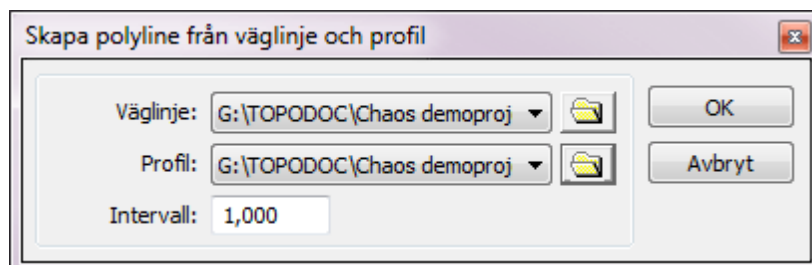 Skapa polyline från väglinje och profil
Väglinje: G:\TOPODOC\Chaos demoproj OK
Profil: G:\TOPODOC\Chaos demoproj Avbryt
Intervall: 1,000